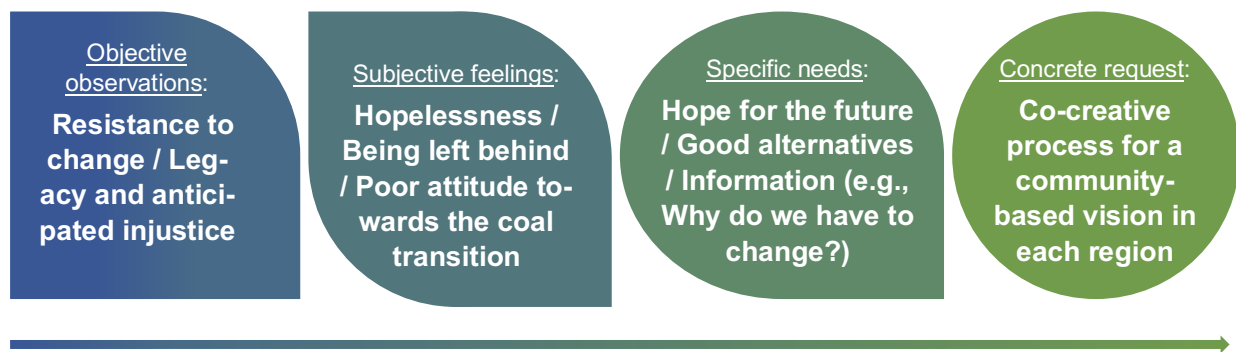 Objective
observations:
Resistance to
change / Leg-
acy and antici-
pated injustice
Subjective feelings:
Hopelessness /
Being left behind
/ Poor attitude to-
wards the coal
transition
Specific needs:
Hope for the future
/ Good alternatives
/ Information (e.g.,
Why do we have to
change?)
Concrete request:
Co-creative
process for a
community-
based vision in
each region